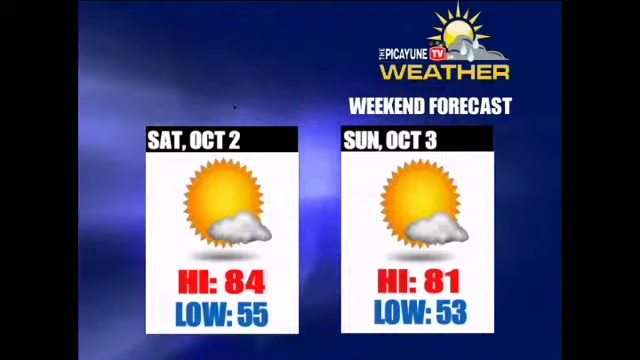 THE PICAYUNE TV
WEATHER
WEEKEND FORECAST
SAT, OCT 2
HI: 84
LOW: 55
SUN, OCT 3
HI: 81
LOW: 53